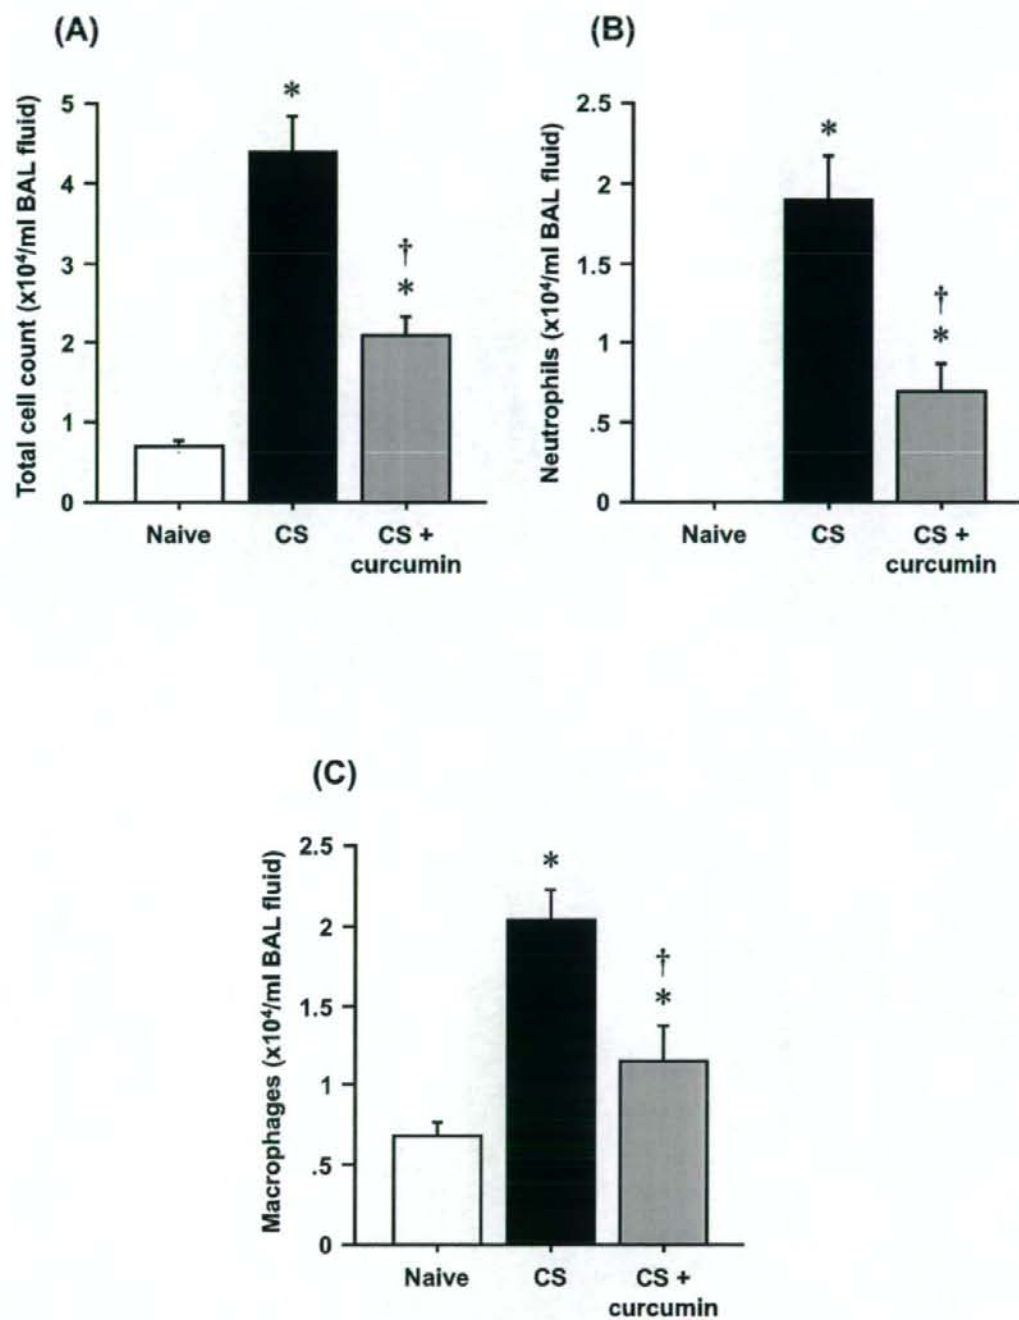 (A)
Total cell count (x10⁴/ml BAL fluid)
5
4
3
2
1
0
*
†
*
Naive
CS
CS +
curcumin
(B)
Neutrophils (x10⁴/ml BAL fluid)
2.5
2
1.5
1
.5
0
*
†
*
Naive
CS
CS +
curcumin
(C)
Macrophages (x10⁴/ml BAL fluid)
2.5
2
1.5
1
.5
0
*
†
*
Naive
CS
CS +
curcumin